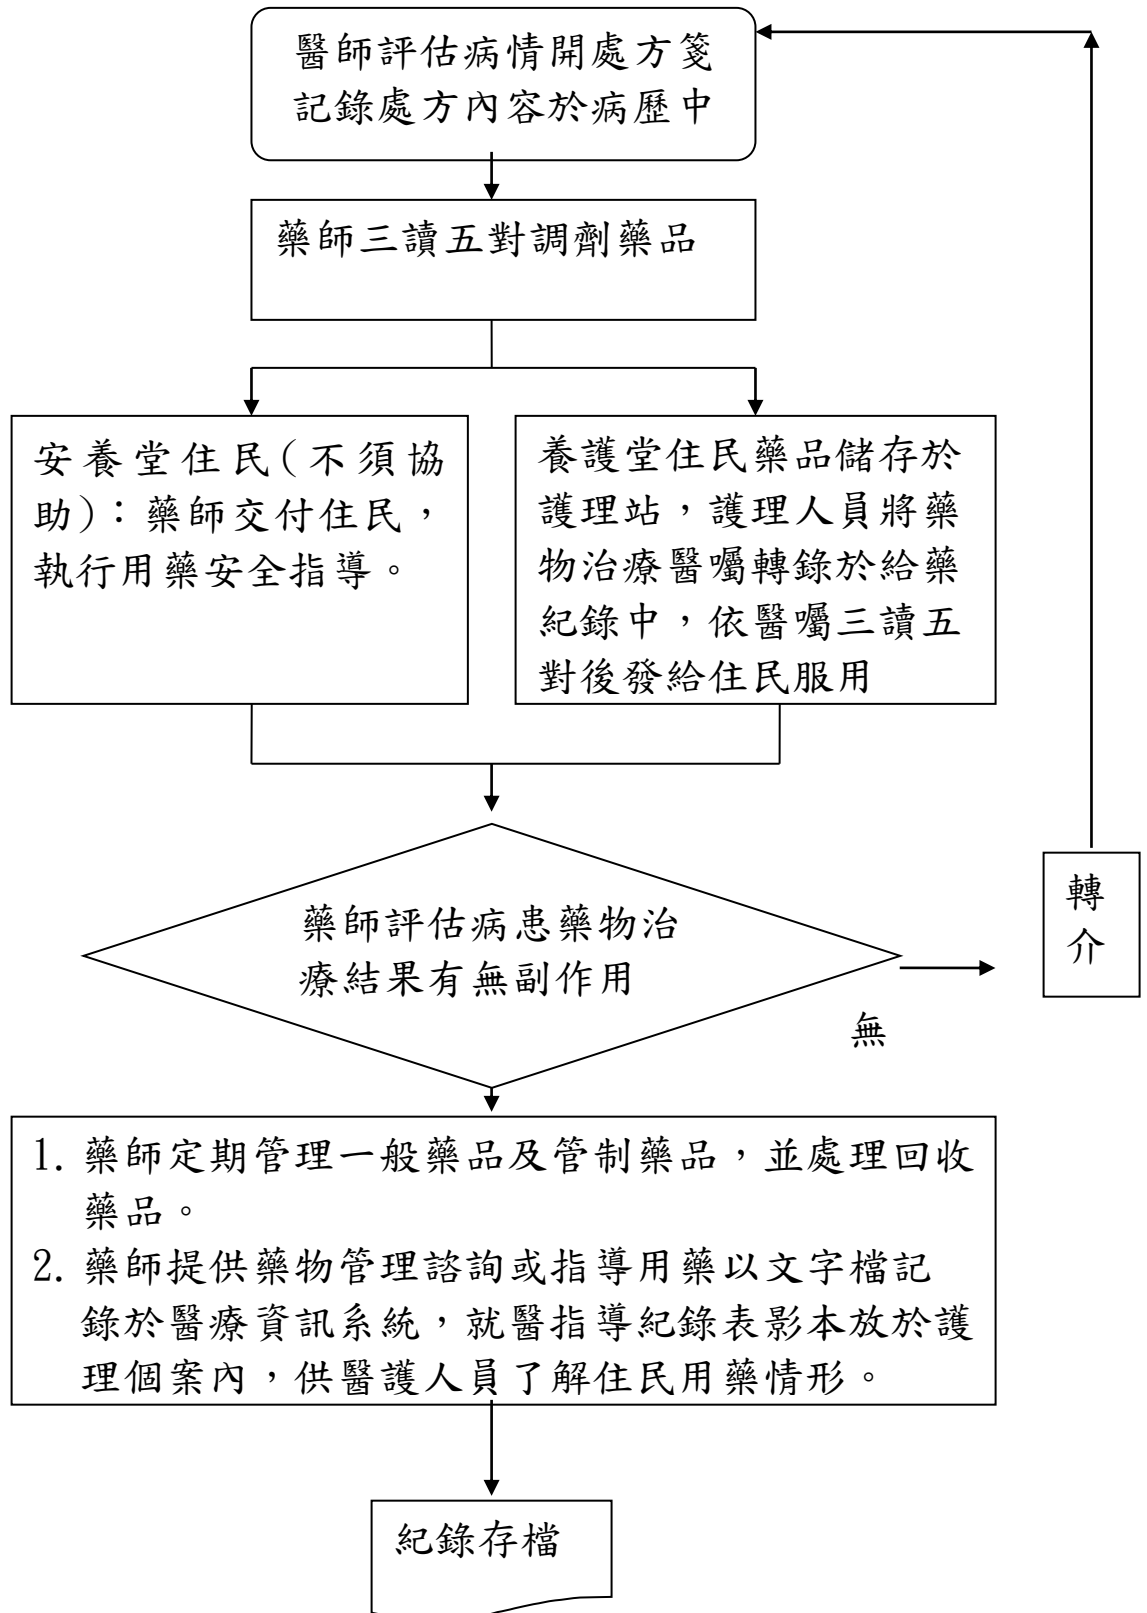 醫師評估病情開處方箋
記錄處方內容於病歷中
藥師三讀五對調劑藥品
安養堂住民(不須協
助)：藥師交付住民，
執行用藥安全指導。
養護堂住民藥品儲存於
護理站，護理人員將藥
物治療醫囑轉錄於給藥
紀錄中，依醫囑三讀五
對後發給住民服用
藥師評估病患藥物治
療結果有無副作用
轉
介
無
1. 藥師定期管理一般藥品及管制藥品，並處理回收
藥品。
2. 藥師提供藥物管理諮詢或指導用藥以文字檔記
錄於醫療資訊系統，就醫指導紀錄表影本放於護
理個案內，供醫護人員了解住民用藥情形。
紀錄存檔